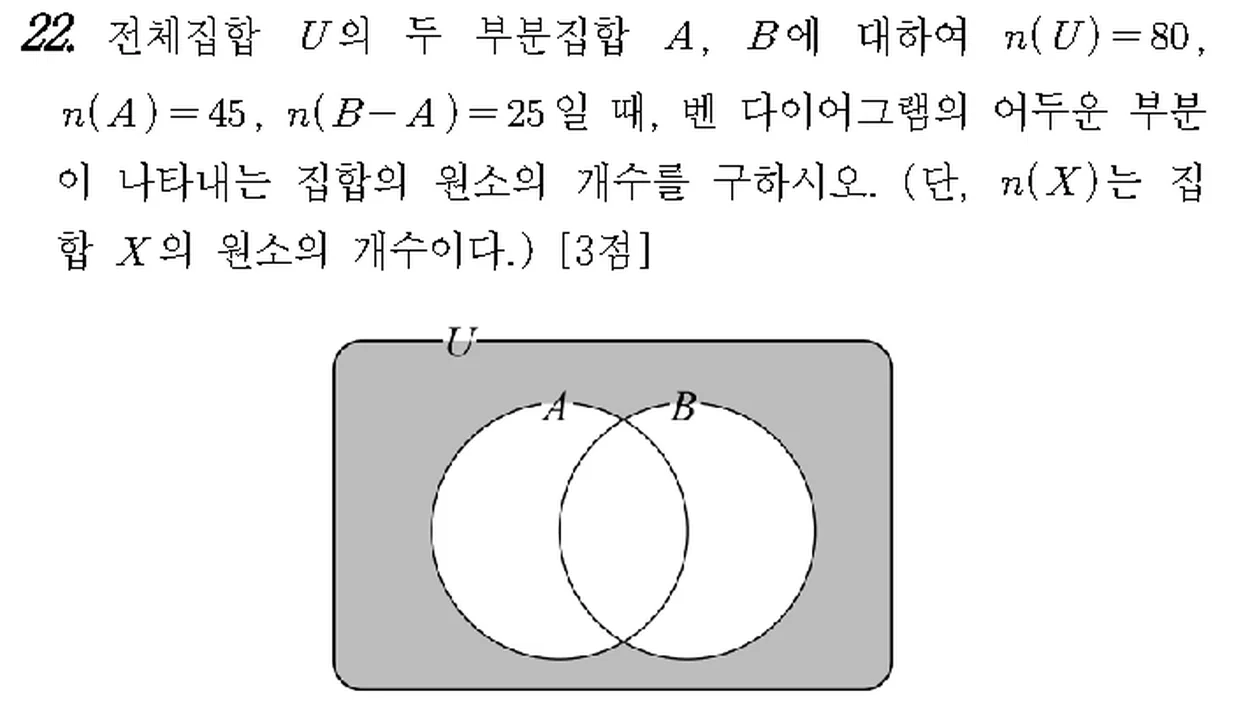 22. 전체집합 U의 두 부분집합 A, B에 대하여 n(U)=80,
n(A)=45, n(B-A)=25일 때, 벤 다이어그램의 어두운 부분
이 나타내는 집합의 원소의 개수를 구하시오. (단, n(X)는 집
합 X의 원소의 개수이다.) [3점]
U
A B